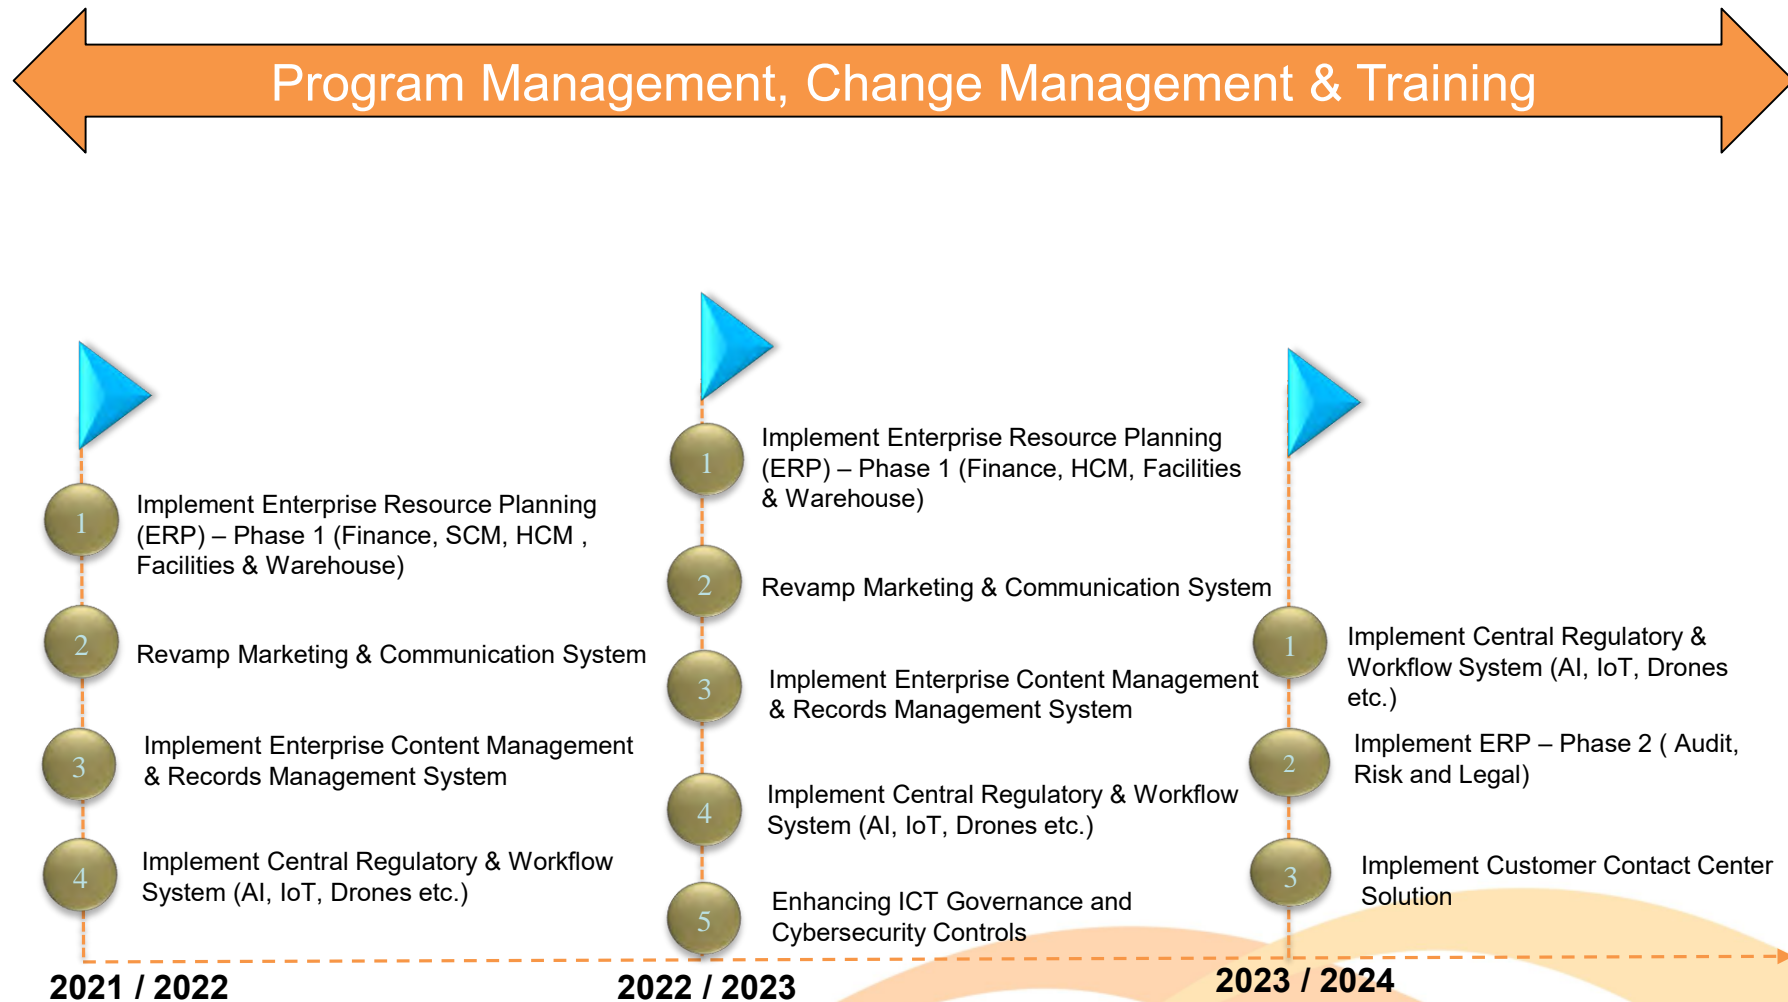 Program Management, Change Management & Training
1
Implement Enterprise Resource Planning
(ERP) – Phase 1 (Finance, SCM, HCM ,
Facilities & Warehouse)
2
Revamp Marketing & Communication System
3
Implement Enterprise Content Management
& Records Management System
4
Implement Central Regulatory & Workflow
System (AI, IoT, Drones etc.)
2021 / 2022
1
Implement Enterprise Resource Planning
(ERP) – Phase 1 (Finance, HCM, Facilities
& Warehouse)
2
Revamp Marketing & Communication System
3
Implement Enterprise Content Management
& Records Management System
4
Implement Central Regulatory & Workflow
System (AI, IoT, Drones etc.)
5
Enhancing ICT Governance and
Cybersecurity Controls
2022 / 2023
1
Implement Central Regulatory &
Workflow System (AI, IoT, Drones
etc.)
2
Implement ERP – Phase 2 ( Audit,
Risk and Legal)
3
Implement Customer Contact Center
Solution
2023 / 2024